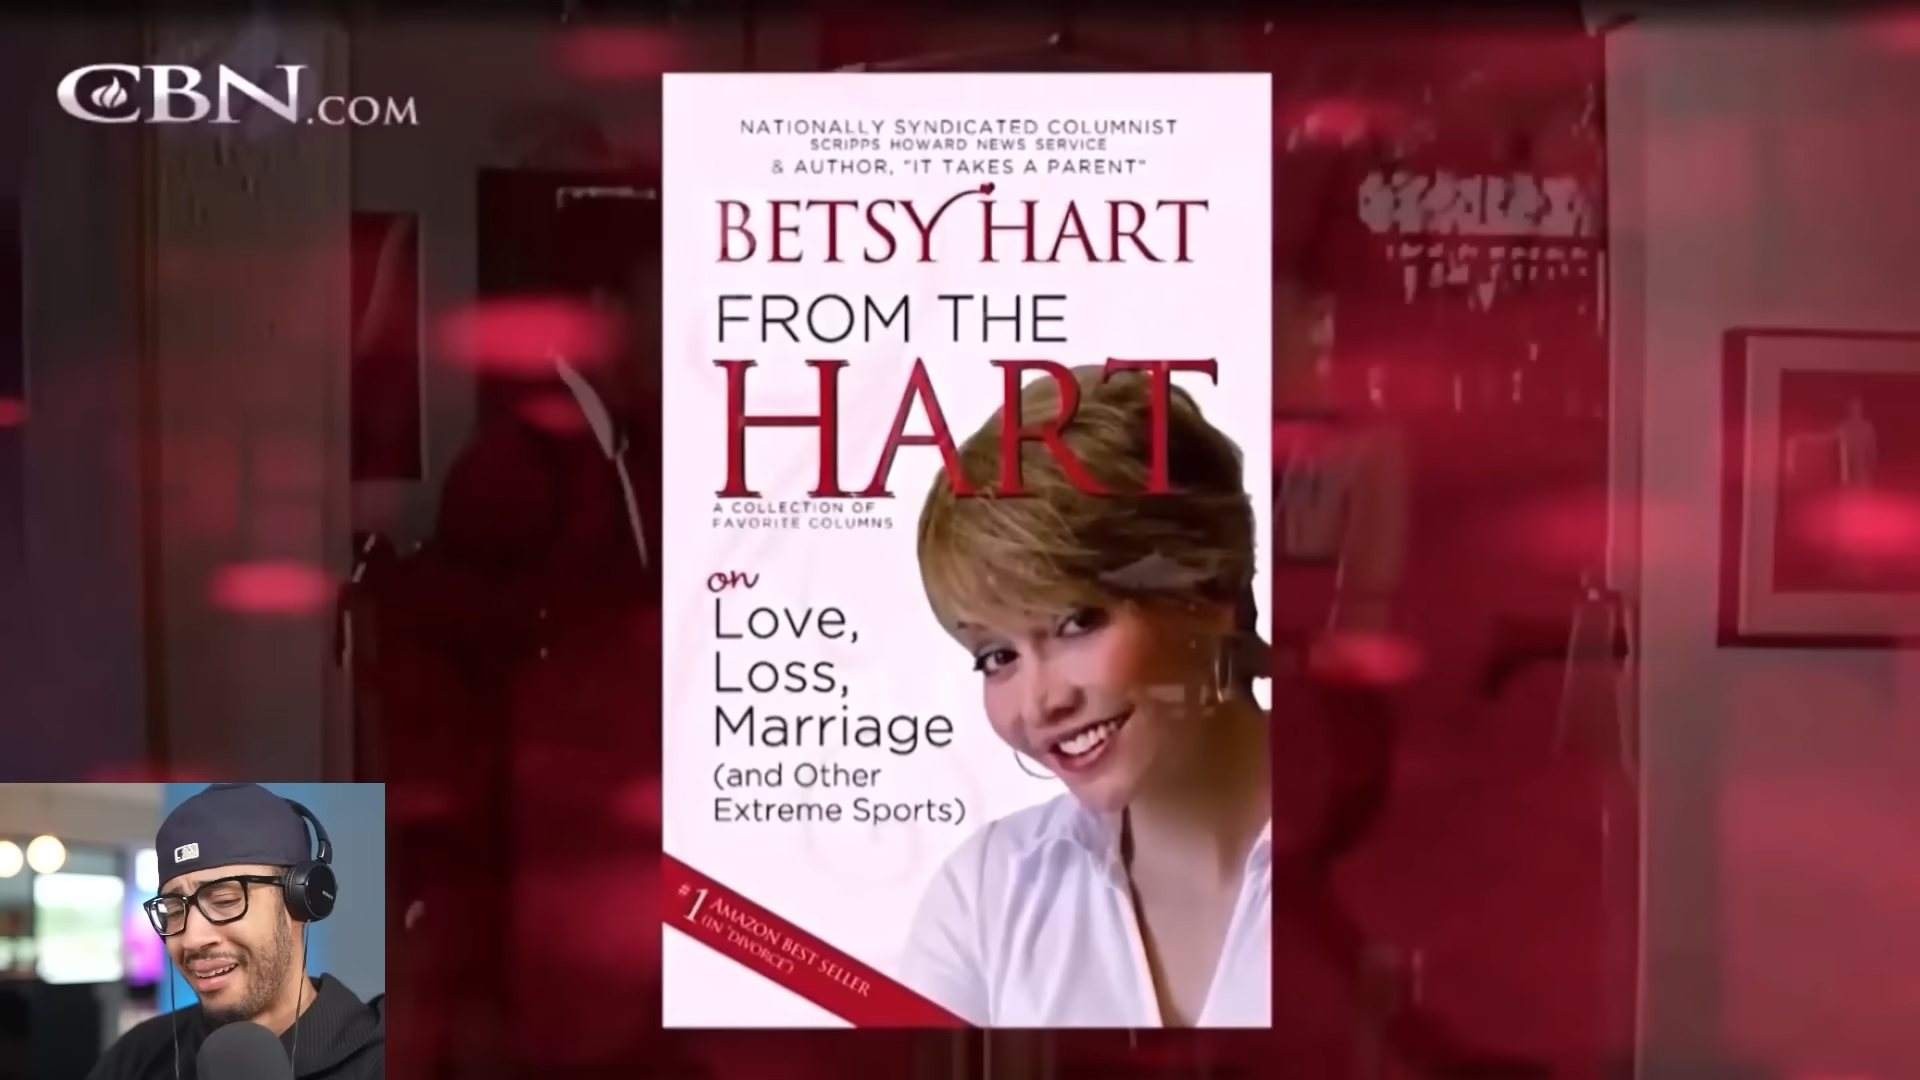 CBN.COM
NATIONALLY SYNDICATED COLUMNIST
SCRIPPS HOWARD NEWS SERVICE
& AUTHOR, "IT TAKES A PARENT"
BETSY HART
FROM THE
HART
A COLLECTION OF
FAVORITE COLUMNS
on
Love,
Loss,
Marriage
(and Other
Extreme Sports)
#1 AMAZON BEST SELLER
(IN "DIVORCE")